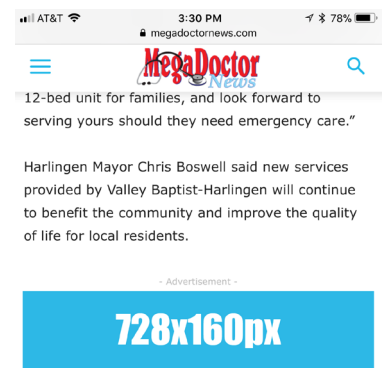 AT&T 3:30 PM 78%
megadoctornews.com
MegaDoctor
News
12-bed unit for families, and look forward to
serving yours should they need emergency care.”
Harlingen Mayor Chris Boswell said new services
provided by Valley Baptist-Harlingen will continue
to benefit the community and improve the quality
of life for local residents.
- Advertisement -
728x160px